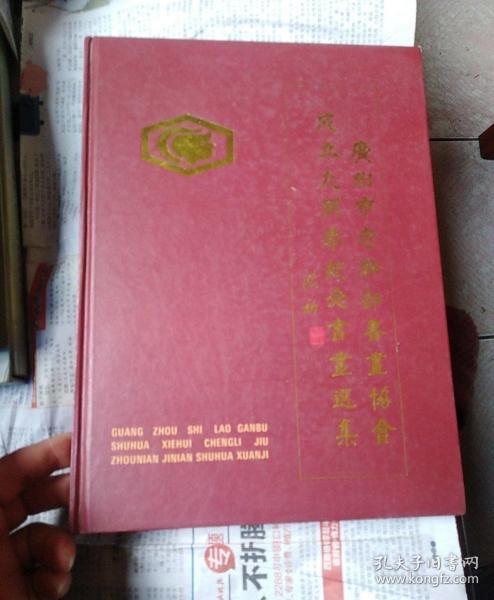 廣州市老幹部書畫協會
成立九周年紀念書畫選集
GUANG ZHOU SHI LAO GANBU
SHUHUA XIEHUI CHENGLI JIU
ZHOUNIAN JINIAN SHUHUA XUANJI
专
不折腾
孔夫子旧书网
www.kongfz.com